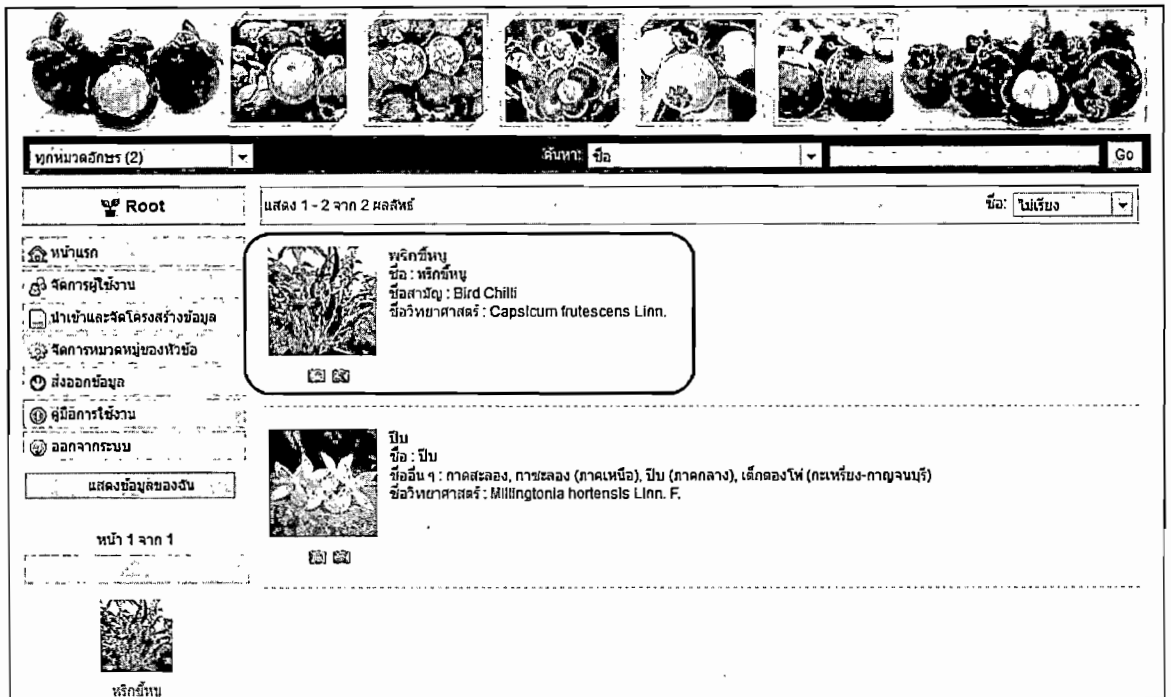 ทุกหมวดอักษร (2)
ค้นหา: ชื่อ
Go
Root
แสดง 1 - 2 จาก 2 ผลลัพธ์
ชื่อ: ไม่เรียง
หน้าแรก
จัดการผู้ใช้งาน
นำเข้าและจัดโครงสร้างข้อมูล
จัดการหมวดหมู่ของหัวข้อ
ส่งออกข้อมูล
คู่มือการใช้งาน
ออกจากระบบ
แสดงข้อมูลของฉัน
หน้า 1 จาก 1
พริกขี้หนู
พริกขี้หนู
ชื่อ : พริกขี้หนู
ชื่อสามัญ : Bird Chilli
ชื่อวิทยาศาสตร์ : Capsicum frutescens Linn.
ปีบ
ชื่อ : ปีบ
ชื่ออื่น ๆ : กาดสะลอง, กาซะลอง (ภาคเหนือ), ปีบ (ภาคกลาง), เด็กตองโพ่ (กะเหรี่ยง-กาญจนบุรี)
ชื่อวิทยาศาสตร์ : Millingtonia hortensis Linn. F.